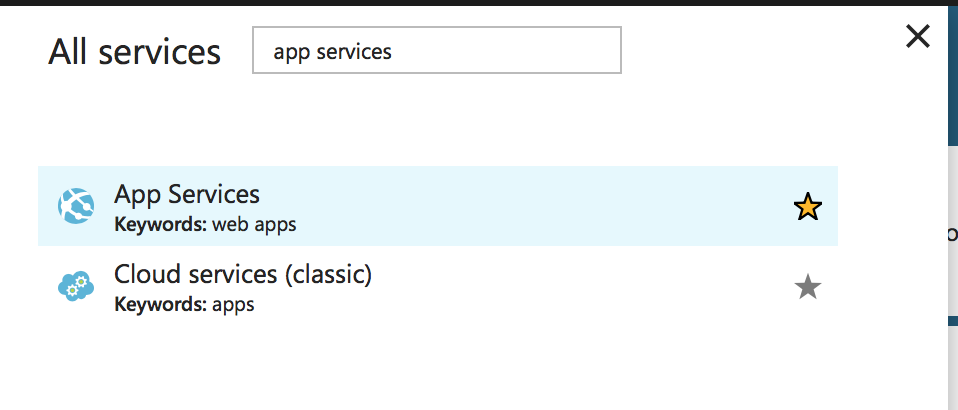 All services
app services
App Services
Keywords: web apps
Cloud services (classic)
Keywords: apps